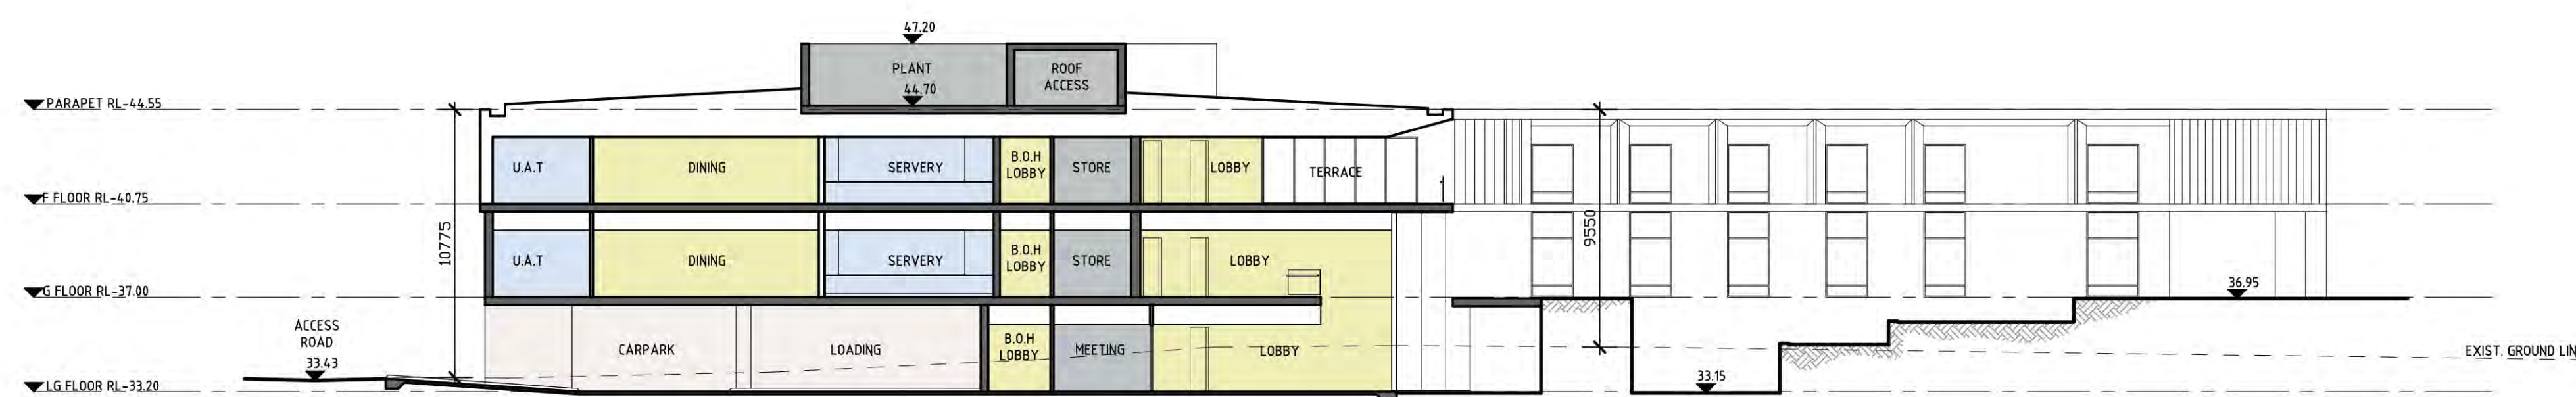 47.20
PLANT
44.70
ROOF
ACCESS
PARAPET RL-44.55
U.A.T
DINING
SERVERY
B.O.H
LOBBY
STORE
LOBBY
TERRACE
F FLOOR RL-40.75
10775
9550
U.A.T
DINING
SERVERY
B.O.H
LOBBY
STORE
LOBBY
G FLOOR RL-37.00
36.95
ACCESS
ROAD
33.43
CARPARK
LOADING
B.O.H
LOBBY
MEETING
LOBBY
EXIST. GROUND LIN
33.15
LG FLOOR RL-33.20